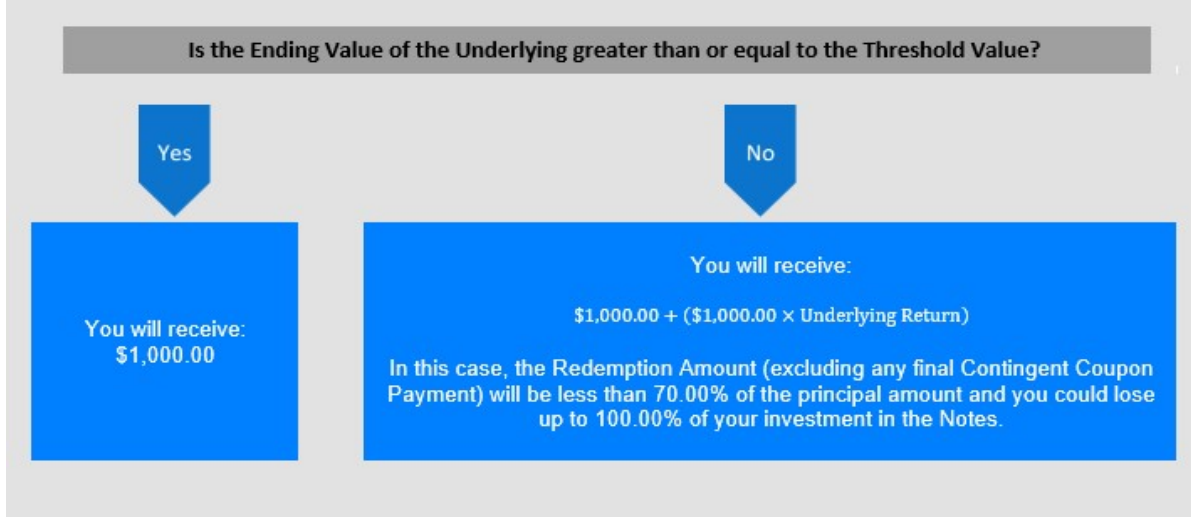 Is the Ending Value of the Underlying greater than or equal to the Threshold Value?
Yes
No
You will receive:
$1,000.00
You will receive:
$1,000.00 + ($1,000.00 × Underlying Return)
In this case, the Redemption Amount (excluding any final Contingent Coupon
Payment) will be less than 70.00% of the principal amount and you could lose
up to 100.00% of your investment in the Notes.